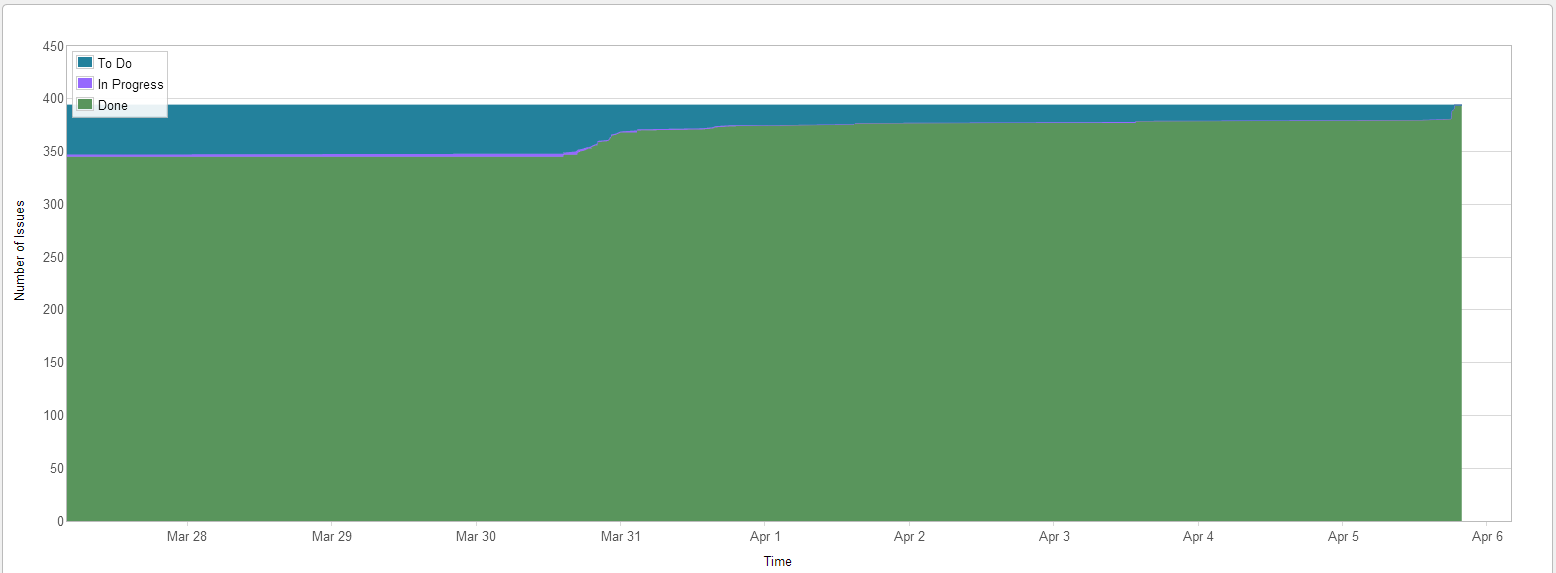 450
400
350
300
250
200
150
100
50
0
To Do
In Progress
Done
Number of Issues
Mar 28 Mar 29 Mar 30 Mar 31 Apr 1 Apr 2 Apr 3 Apr 4 Apr 5 Apr 6
Time